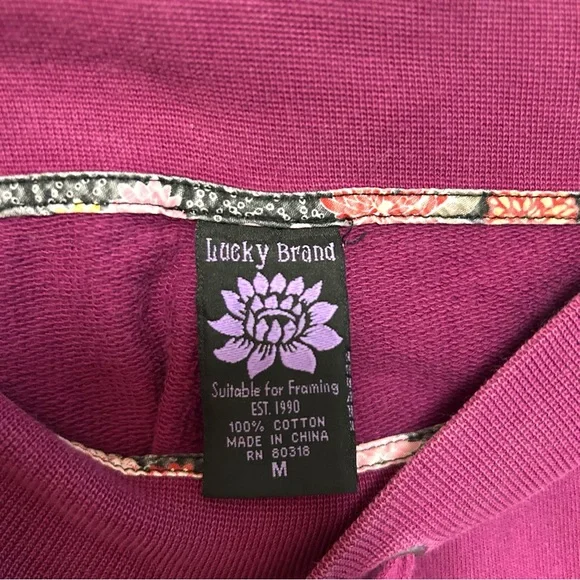 Lucky Brand
Suitable for Framing
EST. 1990
100% COTTON
MADE IN CHINA
RN 80318
M